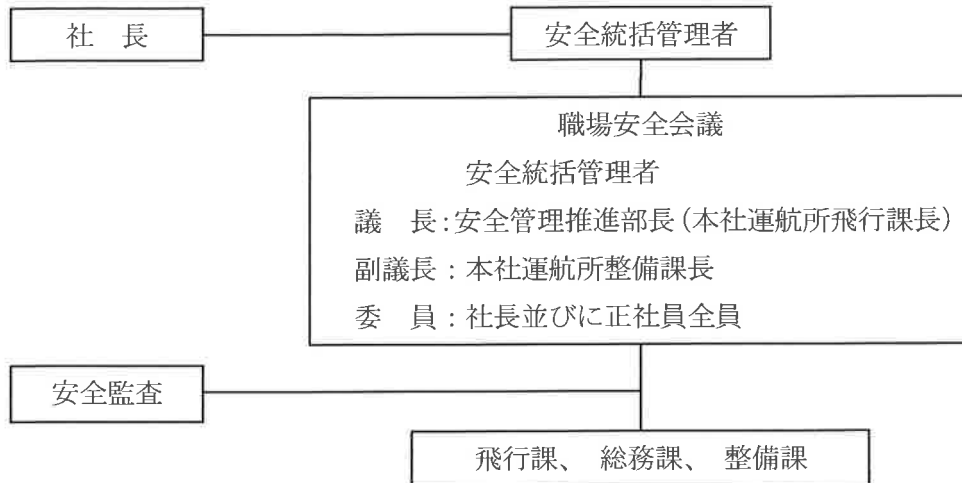 社　長
安全統括管理者
職場安全会議
安全統括管理者
議　長：安全管理推進部長（本社運航所飛行課長）
副議長：本社運航所整備課長
委　員：社長並びに正社員全員
安全監査
飛行課、 総務課、 整備課